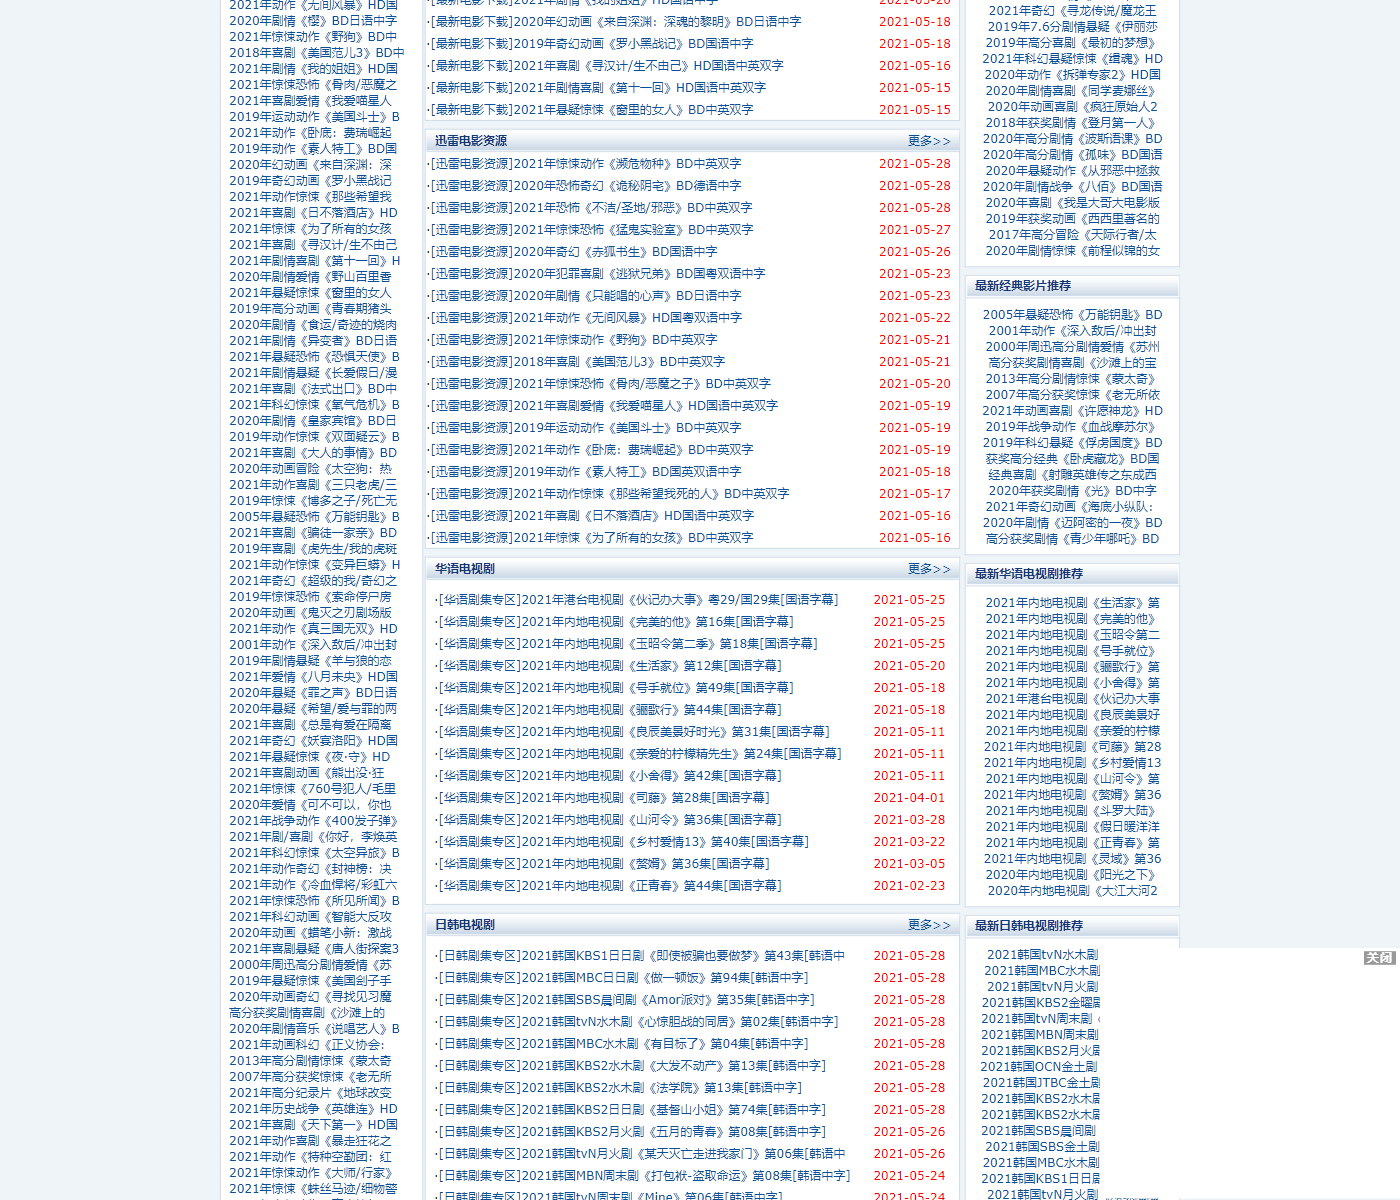 2021年动作《无间风暴》HD国
2020年剧情《樱》BD日语中字
2021年惊悚动作《野狗》BD中
2018年喜剧《美国范儿3》BD中
2021年剧情《我的姐姐》HD国
2021年惊悚恐怖《骨肉/恶魔之
2021年喜剧爱情《我爱喵星人
2019年运动动作《美国斗士》B
2021年动作《卧底：费瑞崛起
2019年动作《素人特工》BD国
2020年幻动画《来自深渊：深
2019年奇幻动画《罗小黑战记
2021年动作惊悚《那些希望我
2021年喜剧《日不落酒店》HD
2021年惊悚《为了所有的女孩
2021年喜剧《寻汉计/生不由己
2021年剧情喜剧《第十一回》H
2020年剧情爱情《野山百里香
2021年悬疑惊悚《窗里的女人
2019年高分动画《青春期猪头
2020年剧情《食运/奇迹的烧肉
2021年剧情《异变者》BD日语
2021年悬疑恐怖《恐惧天使》B
2021年剧情悬疑《长爱假日/漫
2021年喜剧《法式出口》BD中
2021年科幻惊悚《氧气危机》B
2020年剧情《皇家宾馆》BD日
2019年动作惊悚《双面疑云》B
2021年喜剧《大人的事情》BD
2020年动画冒险《太空狗：热
2021年动作喜剧《三只老虎/三
2019年惊悚《博多之子/死亡无
2005年悬疑恐怖《万能钥匙》B
2021年喜剧《骗徒一家亲》BD
2019年喜剧《虎先生/我的虎斑
2021年动作惊悚《变异巨蟒》H
2021年奇幻《超级的我/奇幻之
2019年惊悚恐怖《索命停尸房
2020年动画《鬼灭之刃剧场版
2021年动作《真三国无双》HD
2001年动作《深入敌后/冲出封
2019年剧情悬疑《羊与狼的恋
2021年爱情《八月未央》HD国
2020年悬疑《罪之声》BD日语
2020年悬疑《希望/爱与罪的两
2021年喜剧《总是有爱在隔离
2021年奇幻《妖宴洛阳》HD国
2021年悬疑惊悚《夜·守》HD
2021年喜剧动画《熊出没·狂
2021年惊悚《760号犯人/毛里
2020年爱情《可不可以，你也
2021年战争动作《400发子弹》
2021年剧/喜剧《你好，李焕英
2021年科幻惊悚《太空异旅》B
2021年动作奇幻《封神榜：决
2021年动作《冷血悍将/彩虹六
2021年惊悚恐怖《所见所闻》B
2021年科幻动画《智能大反攻
2020年动画《蜡笔小新：激战
2021年喜剧悬疑《唐人街探案3
2000年周迅高分剧情爱情《苏
2019年悬疑惊悚《美国刽子手
2020年动画奇幻《寻找见习魔
高分获奖剧情喜剧《沙滩上的
2020年剧情音乐《说唱艺人》B
2021年动画科幻《正义协会：
2013年高分剧情惊悚《蒙太奇
2007年高分获奖惊悚《老无所
2021年高分纪录片《地球改变
2021年历史战争《英雄连》HD
2021年喜剧《天下第一》HD国
2021年动作喜剧《暴走狂花之
2021年动作《特种空勤团：红
2021年惊悚动作《大师/行家》
2021年惊悚《蛛丝马迹/细物警
·[最新电影下载]2020年幻动画《来自深渊：深魂的黎明》BD日语中字 2021-05-18
·[最新电影下载]2019年奇幻动画《罗小黑战记》BD国语中字 2021-05-18
·[最新电影下载]2021年喜剧《寻汉计/生不由己》HD国语中英双字 2021-05-16
·[最新电影下载]2021年剧情喜剧《第十一回》HD国语中英双字 2021-05-15
·[最新电影下载]2021年悬疑惊悚《窗里的女人》BD中英双字 2021-05-15
迅雷电影资源 更多>>
·[迅雷电影资源]2021年惊悚动作《濒危物种》BD中英双字 2021-05-28
·[迅雷电影资源]2020年恐怖奇幻《诡秘阴宅》BD德语中字 2021-05-28
·[迅雷电影资源]2021年恐怖《不洁/圣地/邪恶》BD中英双字 2021-05-28
·[迅雷电影资源]2021年惊悚恐怖《猛鬼实验室》BD中英双字 2021-05-27
·[迅雷电影资源]2020年奇幻《赤狐书生》BD国语中字 2021-05-26
·[迅雷电影资源]2020年犯罪喜剧《逃狱兄弟》BD国粤双语中字 2021-05-23
·[迅雷电影资源]2020年剧情《只能唱的心声》BD日语中字 2021-05-23
·[迅雷电影资源]2021年动作《无间风暴》HD国粤双语中字 2021-05-22
·[迅雷电影资源]2021年惊悚动作《野狗》BD中英双字 2021-05-21
·[迅雷电影资源]2018年喜剧《美国范儿3》BD中英双字 2021-05-21
·[迅雷电影资源]2021年惊悚恐怖《骨肉/恶魔之子》BD中英双字 2021-05-20
·[迅雷电影资源]2021年喜剧爱情《我爱喵星人》HD国语中英双字 2021-05-19
·[迅雷电影资源]2019年运动动作《美国斗士》BD中英双字 2021-05-19
·[迅雷电影资源]2021年动作《卧底：费瑞崛起》BD中英双字 2021-05-19
·[迅雷电影资源]2019年动作《素人特工》BD国英双语中字 2021-05-18
·[迅雷电影资源]2021年动作惊悚《那些希望我死的人》BD中英双字 2021-05-17
·[迅雷电影资源]2021年喜剧《日不落酒店》HD国语中英双字 2021-05-16
·[迅雷电影资源]2021年惊悚《为了所有的女孩》BD中英双字 2021-05-16
华语电视剧 更多>>
·[华语剧集专区]2021年港台电视剧《伙记办大事》粤29/国29集[国语字幕] 2021-05-25
·[华语剧集专区]2021年内地电视剧《完美的他》第16集[国语字幕] 2021-05-25
·[华语剧集专区]2021年内地电视剧《玉昭令第二季》第18集[国语字幕] 2021-05-25
·[华语剧集专区]2021年内地电视剧《生活家》第12集[国语字幕] 2021-05-20
·[华语剧集专区]2021年内地电视剧《号手就位》第49集[国语字幕] 2021-05-18
·[华语剧集专区]2021年内地电视剧《骊歌行》第44集[国语字幕] 2021-05-18
·[华语剧集专区]2021年内地电视剧《良辰美景好时光》第31集[国语字幕] 2021-05-11
·[华语剧集专区]2021年内地电视剧《亲爱的柠檬精先生》第24集[国语字幕] 2021-05-11
·[华语剧集专区]2021年内地电视剧《小舍得》第42集[国语字幕] 2021-05-11
·[华语剧集专区]2021年内地电视剧《司藤》第28集[国语字幕] 2021-04-01
·[华语剧集专区]2021年内地电视剧《山河令》第36集[国语字幕] 2021-03-28
·[华语剧集专区]2021年内地电视剧《乡村爱情13》第40集[国语字幕] 2021-03-22
·[华语剧集专区]2021年内地电视剧《赘婿》第36集[国语字幕] 2021-03-05
·[华语剧集专区]2021年内地电视剧《正青春》第44集[国语字幕] 2021-02-23
日韩电视剧 更多>>
·[日韩剧集专区]2021韩国KBS1日日剧《即使被骗也要做梦》第43集[韩语中 2021-05-28
·[日韩剧集专区]2021韩国MBC日日剧《做一顿饭》第94集[韩语中字] 2021-05-28
·[日韩剧集专区]2021韩国SBS晨间剧《Amor派对》第35集[韩语中字] 2021-05-28
·[日韩剧集专区]2021韩国tvN水木剧《心惊胆战的同居》第02集[韩语中字] 2021-05-28
·[日韩剧集专区]2021韩国MBC水木剧《有目标了》第04集[韩语中字] 2021-05-28
·[日韩剧集专区]2021韩国KBS2水木剧《大发不动产》第13集[韩语中字] 2021-05-28
·[日韩剧集专区]2021韩国KBS2水木剧《法学院》第13集[韩语中字] 2021-05-28
·[日韩剧集专区]2021韩国KBS2日日剧《基督山小姐》第74集[韩语中字] 2021-05-28
·[日韩剧集专区]2021韩国KBS2月火剧《五月的青春》第08集[韩语中字] 2021-05-26
·[日韩剧集专区]2021韩国tvN月火剧《某天灭亡走进我家门》第06集[韩语中 2021-05-26
·[日韩剧集专区]2021韩国MBN周末剧《打包袱-盗取命运》第08集[韩语中字] 2021-05-24
·[日韩剧集专区]2021韩国tvN周末剧《Mine》第06集[韩语中字] 2021-05-24
2021年奇幻《寻龙传说/魔龙王
2019年7.6分剧情悬疑《伊丽莎
2019年高分喜剧《最初的梦想》
2021年科幻悬疑惊悚《缉魂》HD
2020年动作《拆弹专家2》HD国
2020年剧情喜剧《同学麦娜丝》
2020年动画喜剧《疯狂原始人2
2018年获奖剧情《登月第一人》
2020年高分剧情《波斯语课》BD
2020年高分剧情《孤味》BD国语
2020年悬疑动作《从邪恶中拯救
2020年剧情战争《八佰》BD国语
2020年喜剧《我是大哥大电影版
2019年获奖动画《西西里著名的
2017年高分冒险《天际行者/太
2020年剧情惊悚《前程似锦的女
最新经典影片推荐
2005年悬疑恐怖《万能钥匙》BD
2001年动作《深入敌后/冲出封
2000年周迅高分剧情爱情《苏州
高分获奖剧情喜剧《沙滩上的宝
2013年高分剧情惊悚《蒙太奇》
2007年高分获奖惊悚《老无所依
2021年动画喜剧《许愿神龙》HD
2019年战争动作《血战摩苏尔》
2019年科幻悬疑《俘虏国度》BD
获奖高分经典《卧虎藏龙》BD国
经典喜剧《射雕英雄传之东成西
2020年获奖剧情《光》BD中字
2021年奇幻动画《海底小纵队：
2020年剧情《迈阿密的一夜》BD
高分获奖剧情《青少年哪吒》BD
最新华语电视剧推荐
2021年内地电视剧《生活家》第
2021年内地电视剧《完美的他》
2021年内地电视剧《玉昭令第二
2021年内地电视剧《号手就位》
2021年内地电视剧《骊歌行》第
2021年内地电视剧《小舍得》第
2021年港台电视剧《伙记办大事
2021年内地电视剧《良辰美景好
2021年内地电视剧《亲爱的柠檬
2021年内地电视剧《司藤》第28
2021年内地电视剧《乡村爱情13
2021年内地电视剧《山河令》第
2021年内地电视剧《赘婿》第36
2021年内地电视剧《斗罗大陆》
2021年内地电视剧《假日暖洋洋
2021年内地电视剧《正青春》第
2021年内地电视剧《灵域》第36
2020年内地电视剧《阳光之下》
2020年内地电视剧《大江大河2
最新日韩电视剧推荐
2021韩国tvN水木剧
2021韩国MBC水木剧
2021韩国tvN月火剧
2021韩国KBS2金曜剧
2021韩国tvN周末剧《
2021韩国MBN周末剧
2021韩国KBS2月火剧
2021韩国OCN金土剧
2021韩国JTBC金土剧
2021韩国KBS2水木剧
2021韩国KBS2水木剧
2021韩国SBS晨间剧
2021韩国SBS金土剧
2021韩国MBC水木剧
2021韩国KBS1日日剧
2021韩国tvN月火剧
关闭